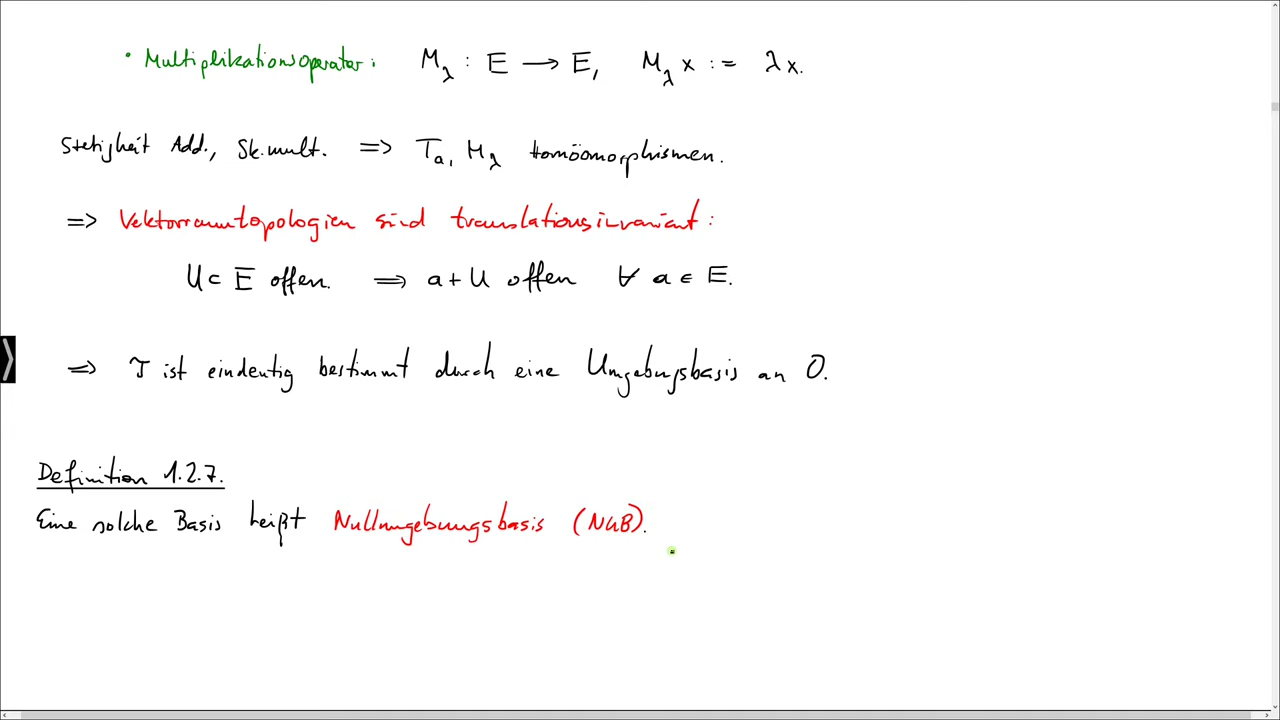 • Multiplikationsoperator: M_λ : E → E, M_λ x := λx.
Stetigkeit Add., Sk.mult. ⟹ T_a, M_λ Homöomorphismen.
⟹ Vektorraumtopologien sind translationsinvariant:
U ⊂ E offen. ⟹ a + U offen ∀ a ∈ E.
⟹ 𝒯 ist eindeutig bestimmt durch eine Umgebungsbasis an 0.
Definition 1.2.7.
Eine solche Basis heißt Nullumgebungsbasis (NUB).